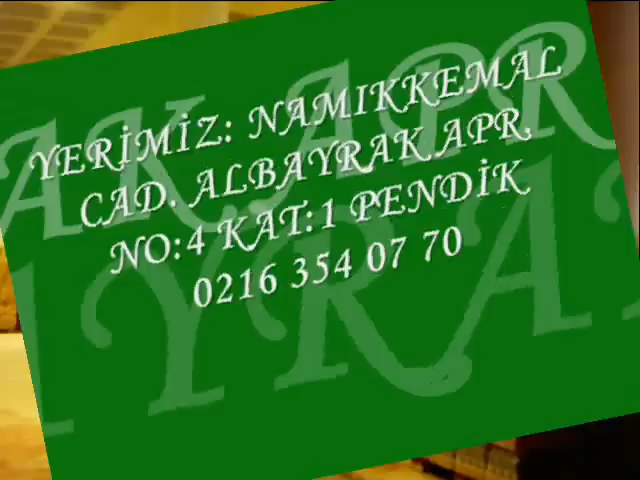 YERİMİZ: NAMIKKEMAL
CAD. ALBAYRAK APR.
NO:4 KAT:1 PENDİK
0216 354 07 70